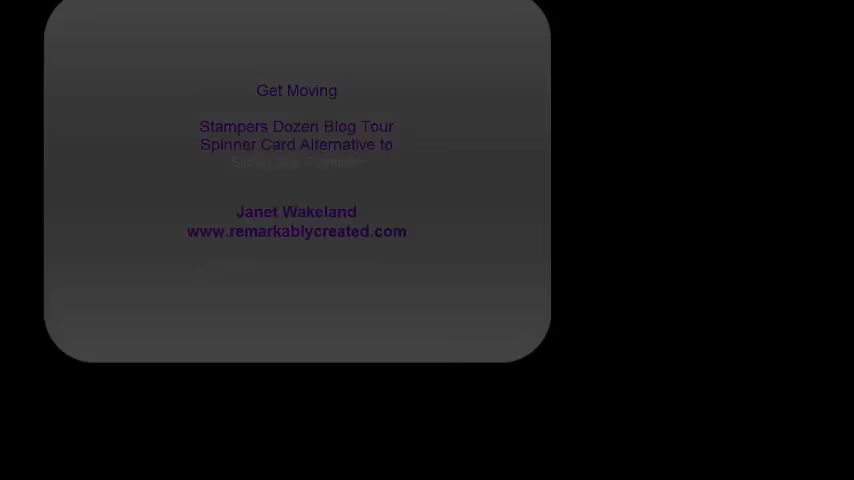 Get Moving
Stampers Dozen Blog Tour
Spinner Card Alternative to
Janet Wakeland
www.remarkablycreated.com